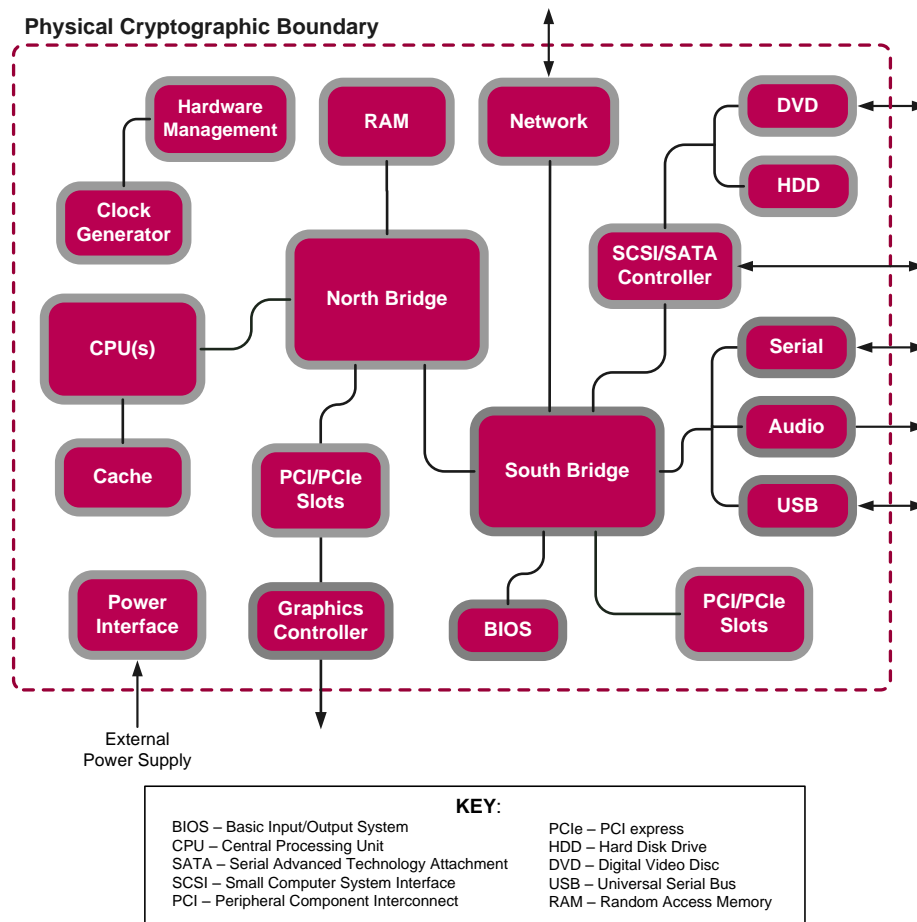 Physical Cryptographic Boundary
Hardware
Management
RAM
Network
DVD
HDD
Clock
Generator
North Bridge
SCSI/SATA
Controller
CPU(s)
Serial
Audio
USB
Cache
PCI/PCIe
Slots
South Bridge
Power
Interface
Graphics
Controller
BIOS
PCI/PCIe
Slots
External
Power Supply
KEY:
BIOS – Basic Input/Output System
CPU – Central Processing Unit
SATA – Serial Advanced Technology Attachment
SCSI – Small Computer System Interface
PCI – Peripheral Component Interconnect
PCIe – PCI express
HDD – Hard Disk Drive
DVD – Digital Video Disc
USB – Universal Serial Bus
RAM – Random Access Memory